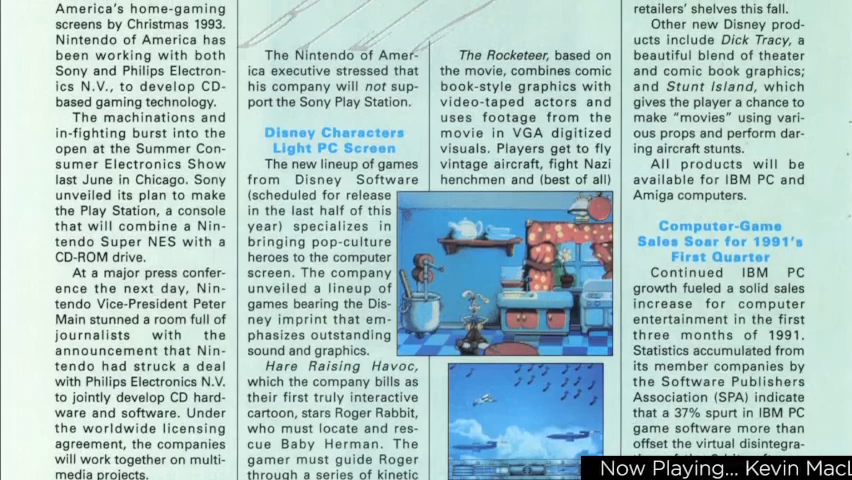 America's home-gaming
screens by Christmas 1993.
Nintendo of America has
been working with both
Sony and Philips Electron-
ics N.V., to develop CD-
based gaming technology.
The machinations and
in-fighting burst into the
open at the Summer Con-
sumer Electronics Show
last June in Chicago. Sony
unveiled its plan to make
the Play Station, a console
that will combine a Nin-
tendo Super NES with a
CD-ROM drive.
At a major press confer-
ence the next day, Nin-
tendo Vice-President Peter
Main stunned a room full of
journalists with the
announcement that Nin-
tendo had struck a deal
with Philips Electronics N.V.
to jointly develop CD hard-
ware and software. Under
the worldwide licensing
agreement, the companies
will work together on multi-
media projects.
The Nintendo of Amer-
ica executive stressed that
his company will not sup-
port the Sony Play Station.
Disney Characters
Light PC Screen
The new lineup of games
from Disney Software
(scheduled for release
in the last half of this
year) specializes in
bringing pop-culture
heroes to the computer
screen. The company
unveiled a lineup of
games bearing the Dis-
ney imprint that em-
phasizes outstanding
sound and graphics.
Hare Raising Havoc,
which the company bills as
their first truly interactive
cartoon, stars Roger Rabbit,
who must locate and res-
cue Baby Herman. The
gamer must guide Roger
through a series of kinetic
The Rocketeer, based on
the movie, combines comic
book-style graphics with
video-taped actors and
uses footage from the
movie in VGA digitized
visuals. Players get to fly
vintage aircraft, fight Nazi
henchmen and (best of all)
retailers' shelves this fall.
Other new Disney prod-
ucts include Dick Tracy, a
beautiful blend of theater
and comic book graphics;
and Stunt Island, which
gives the player a chance to
make "movies" using vari-
ous props and perform dar-
ing aircraft stunts.
All products will be
available for IBM PC and
Amiga computers.
Computer-Game
Sales Soar for 1991's
First Quarter
Continued IBM PC
growth fueled a solid sales
increase for computer
entertainment in the first
three months of 1991.
Statistics accumulated from
its member companies by
the Software Publishers
Association (SPA) indicate
that a 37% spurt in IBM PC
game software more than
offset the virtual disintegra-
Now Playing... Kevin MacL